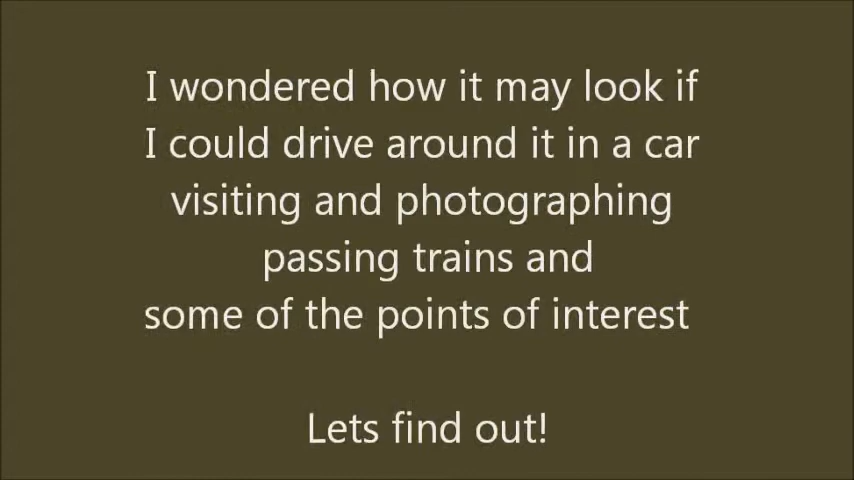 I wondered how it may look if
I could drive around it in a car
visiting and photographing
passing trains and
some of the points of interest
Lets find out!